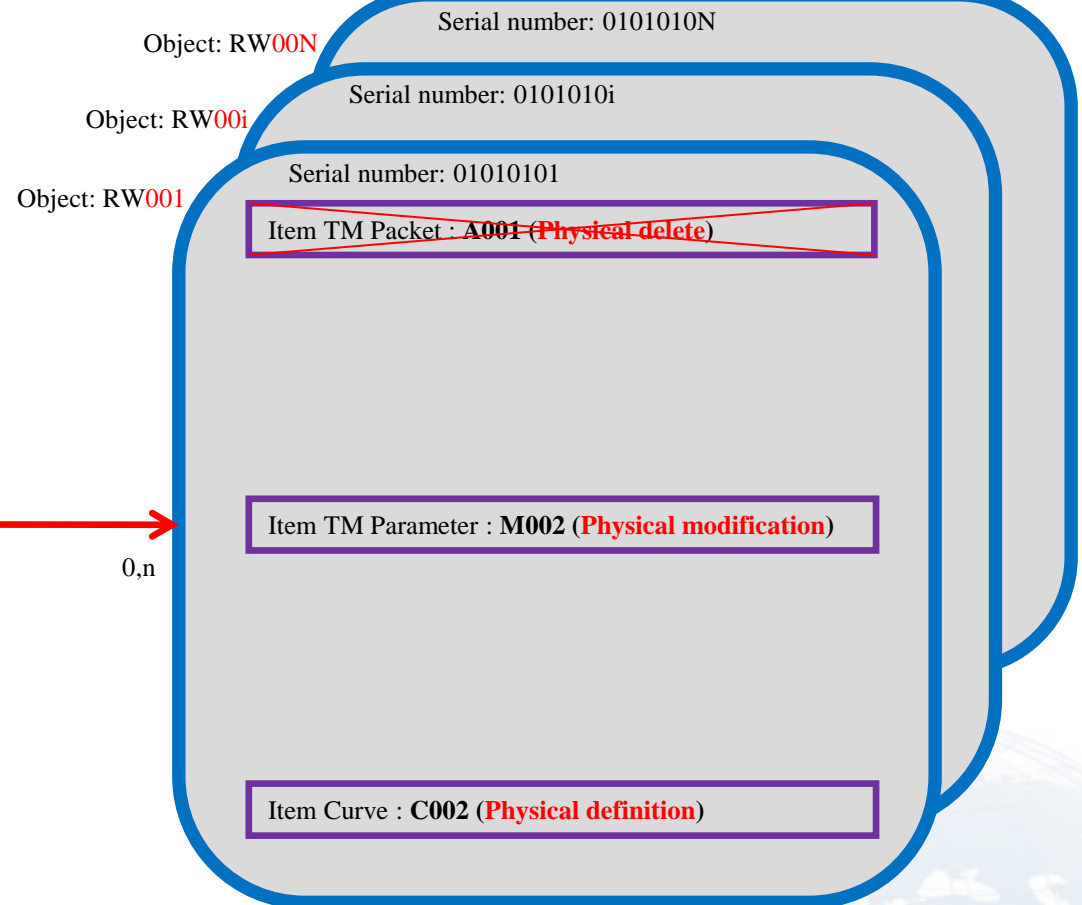 Serial number: 0101010N
Object: RW00N
Serial number: 0101010i
Object: RW00i
Serial number: 01010101
Object: RW001
Item TM Packet : A001 (Physical delete)
Item TM Parameter : M002 (Physical modification)
0,n
Item Curve : C002 (Physical definition)